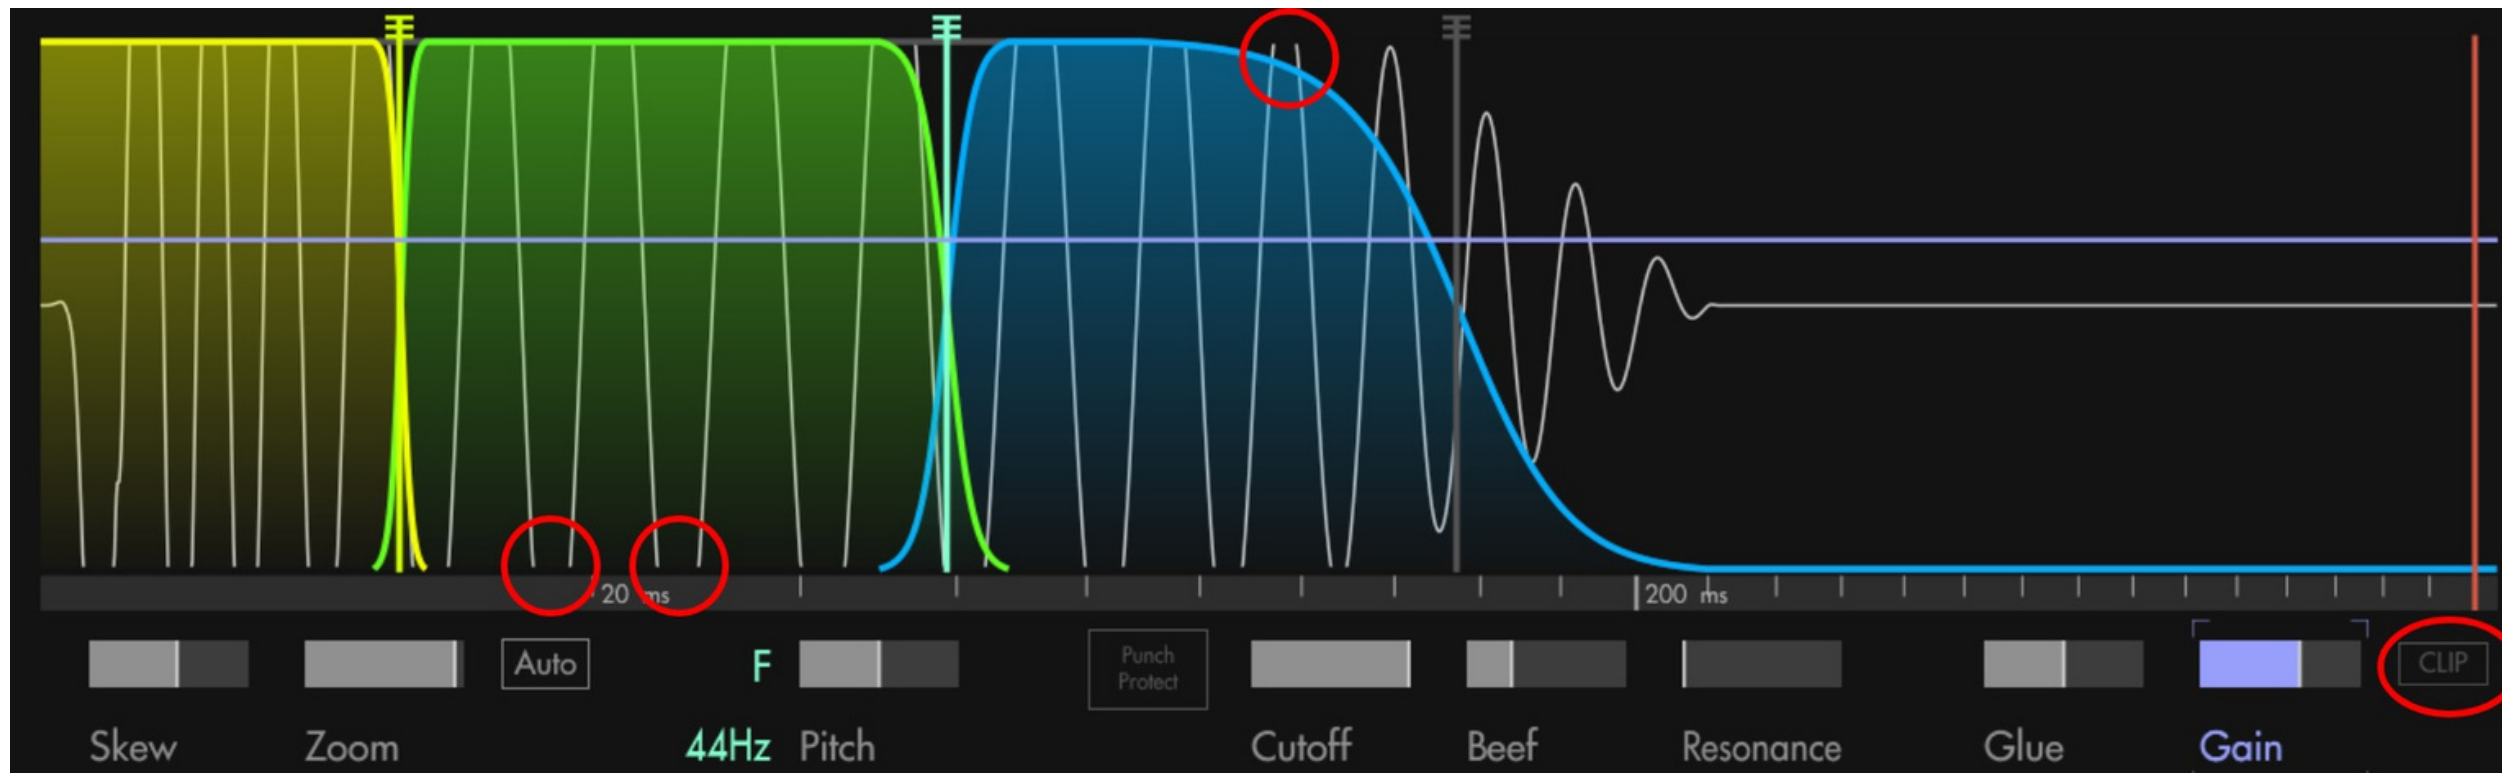 20 ms
200 ms
Auto
F
Punch
Protect
CLIP
Skew
Zoom
44Hz
Pitch
Cutoff
Beef
Resonance
Glue
Gain